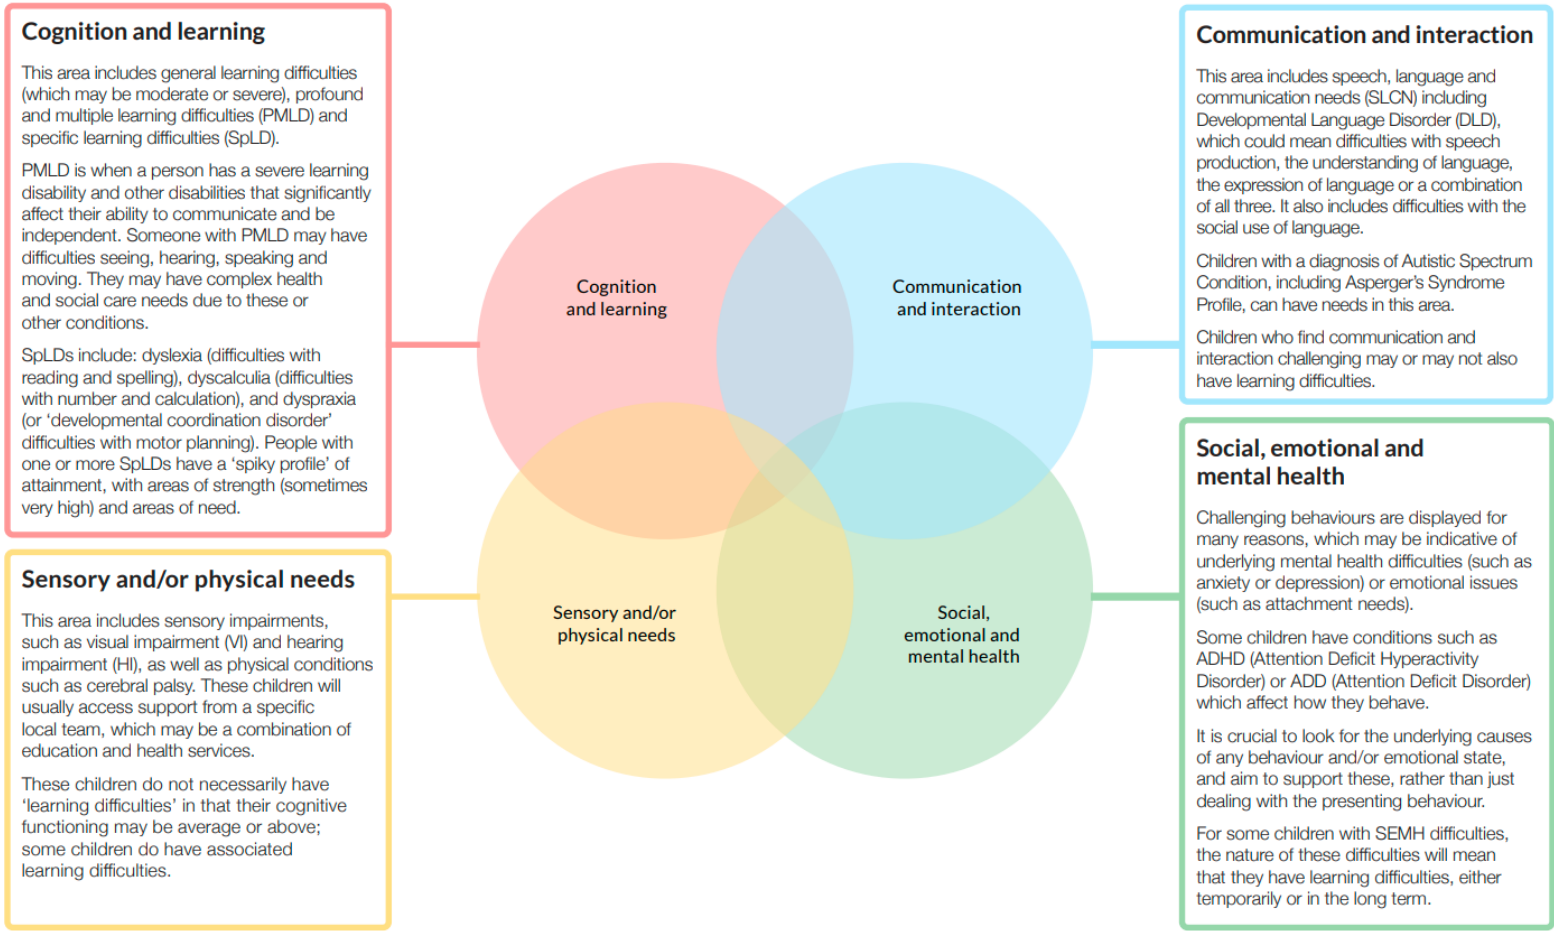 Cognition and learning
This area includes general learning difficulties
(which may be moderate or severe), profound
and multiple learning difficulties (PMLD) and
specific learning difficulties (SpLD).
PMLD is when a person has a severe learning
disability and other disabilities that significantly
affect their ability to communicate and be
independent. Someone with PMLD may have
difficulties seeing, hearing, speaking and
moving. They may have complex health
and social care needs due to these or
other conditions.
SpLDs include: dyslexia (difficulties with
reading and spelling), dyscalculia (difficulties
with number and calculation), and dyspraxia
(or ‘developmental coordination disorder’
difficulties with motor planning). People with
one or more SpLDs have a ‘spiky profile’ of
attainment, with areas of strength (sometimes
very high) and areas of need.
Sensory and/or physical needs
This area includes sensory impairments,
such as visual impairment (VI) and hearing
impairment (HI), as well as physical conditions
such as cerebral palsy. These children will
usually access support from a specific
local team, which may be a combination of
education and health services.
These children do not necessarily have
‘learning difficulties’ in that their cognitive
functioning may be average or above;
some children do have associated
learning difficulties.
Cognition
and learning
Communication
and interaction
Sensory and/or
physical needs
Social,
emotional and
mental health
Communication and interaction
This area includes speech, language and
communication needs (SLCN) including
Developmental Language Disorder (DLD),
which could mean difficulties with speech
production, the understanding of language,
the expression of language or a combination
of all three. It also includes difficulties with the
social use of language.
Children with a diagnosis of Autistic Spectrum
Condition, including Asperger’s Syndrome
Profile, can have needs in this area.
Children who find communication and
interaction challenging may or may not also
have learning difficulties.
Social, emotional and
mental health
Challenging behaviours are displayed for
many reasons, which may be indicative of
underlying mental health difficulties (such as
anxiety or depression) or emotional issues
(such as attachment needs).
Some children have conditions such as
ADHD (Attention Deficit Hyperactivity
Disorder) or ADD (Attention Deficit Disorder)
which affect how they behave.
It is crucial to look for the underlying causes
of any behaviour and/or emotional state,
and aim to support these, rather than just
dealing with the presenting behaviour.
For some children with SEMH difficulties,
the nature of these difficulties will mean
that they have learning difficulties, either
temporarily or in the long term.